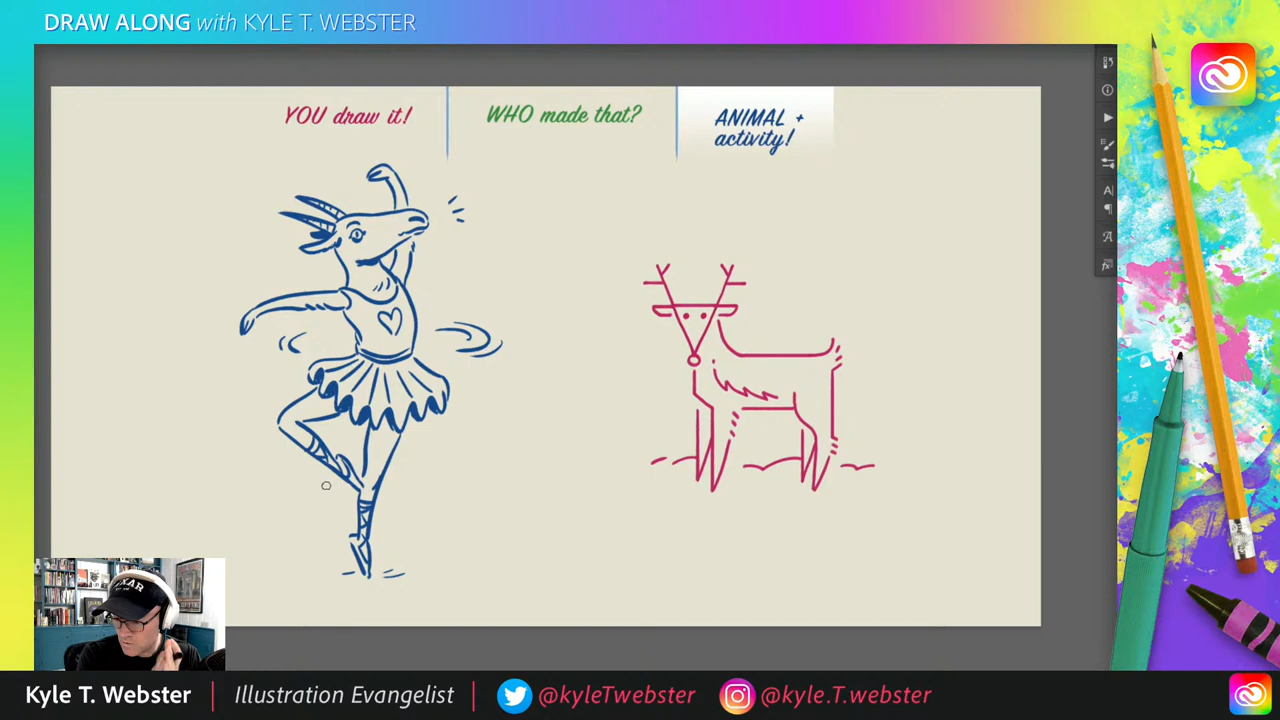 DRAW ALONG with KYLE T. WEBSTER
YOU draw it!
WHO made that?
ANIMAL +
activity!
Kyle T. Webster | Illustration Evangelist @kyleTwebster @kyle.T.webster